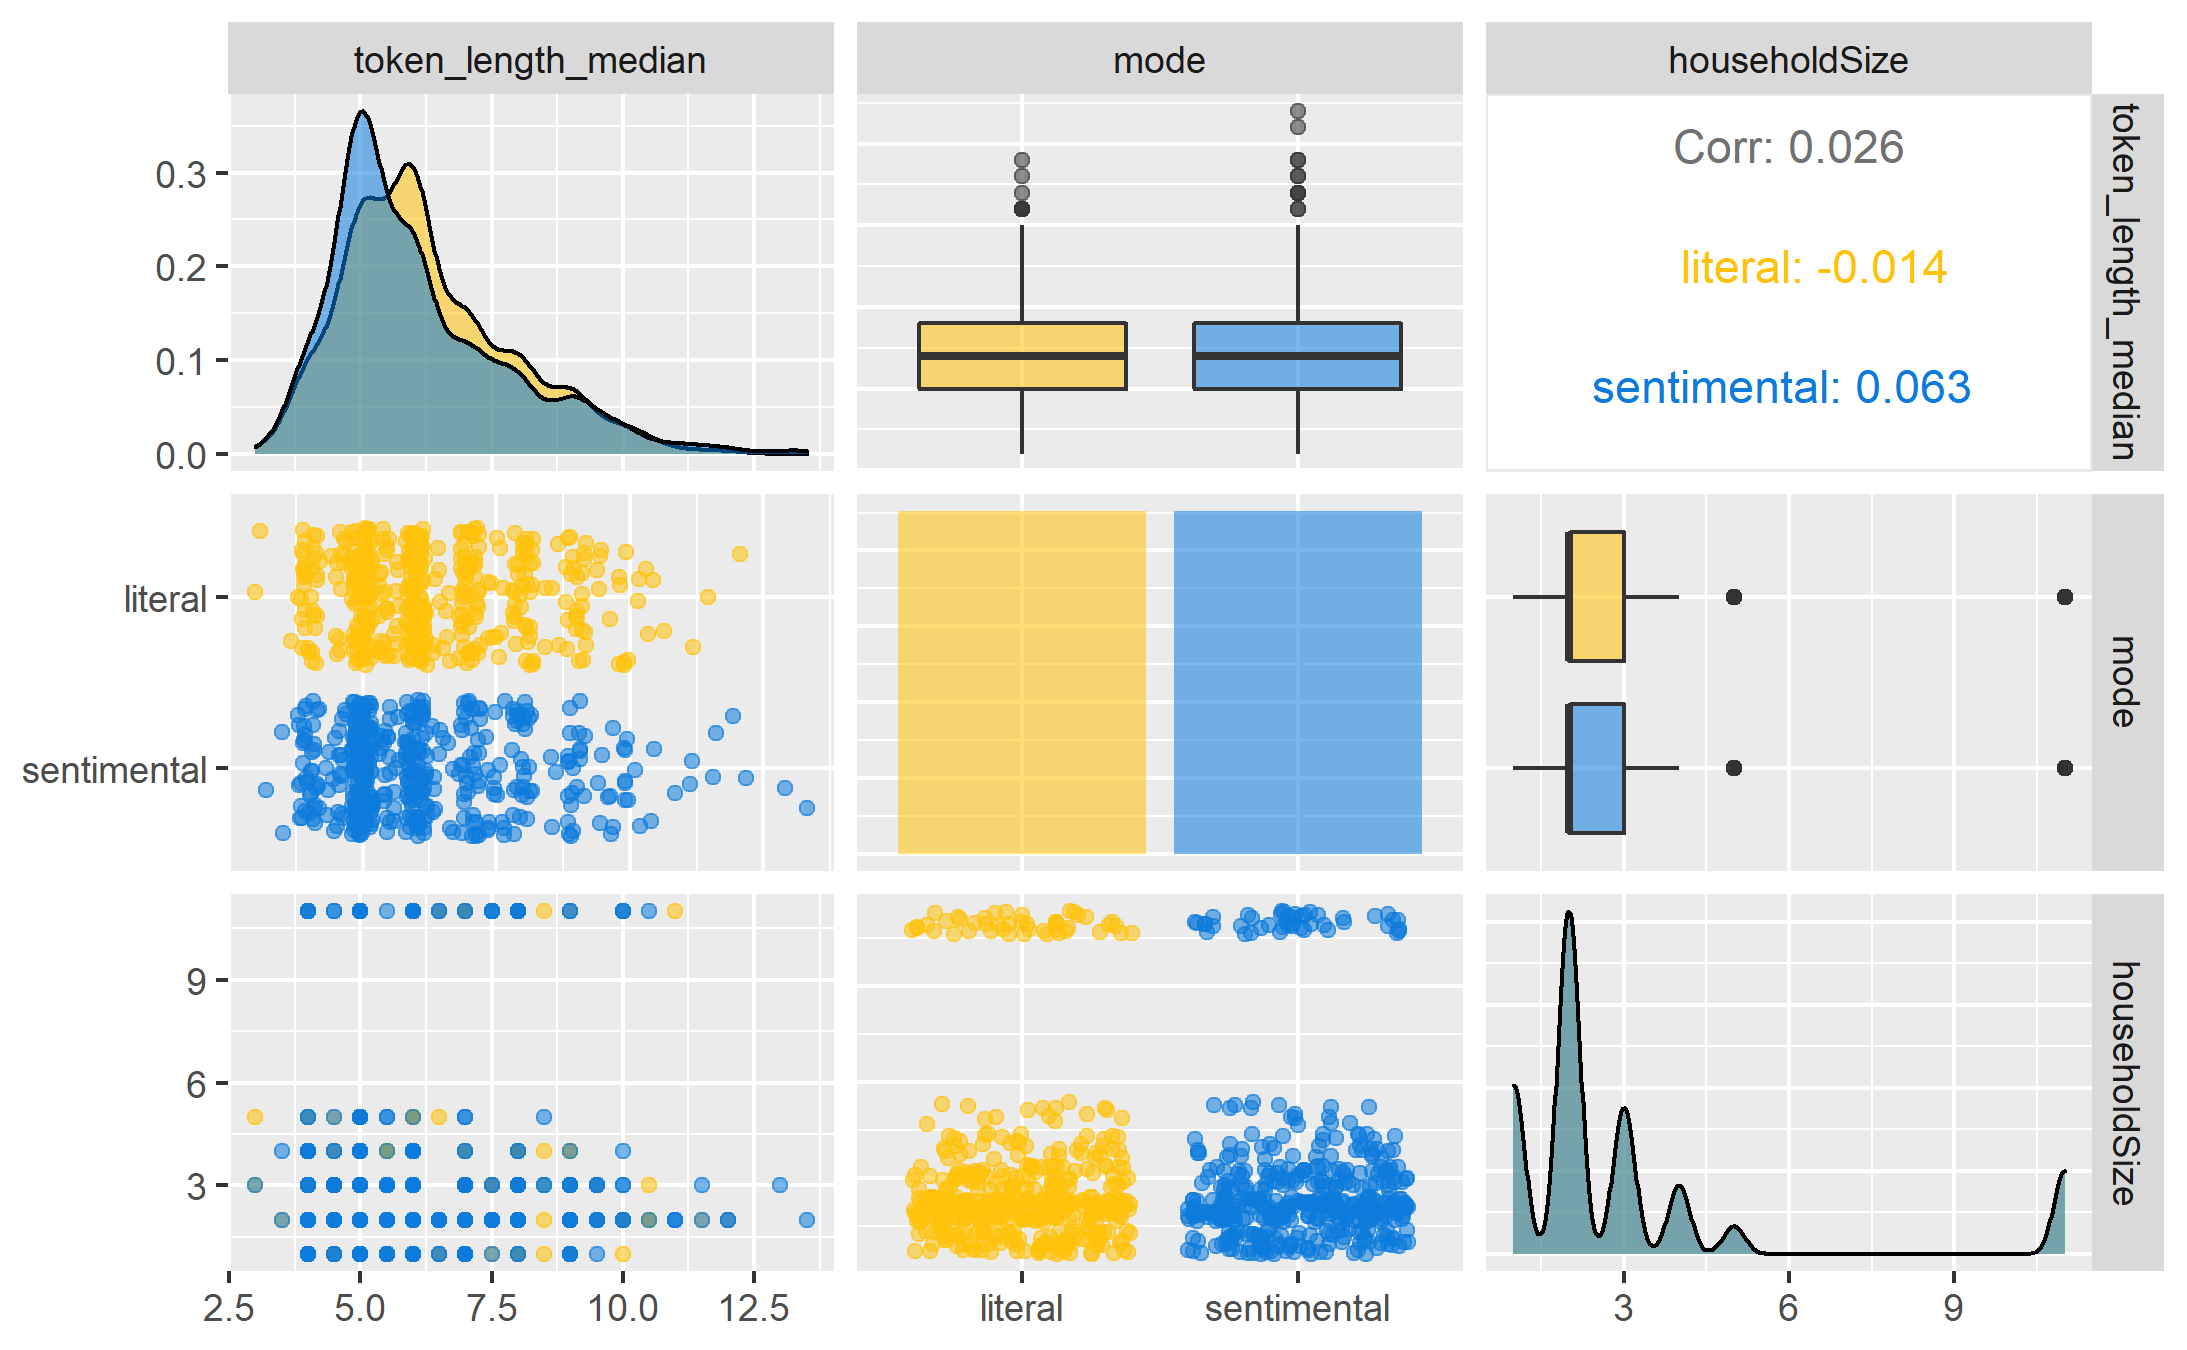 token_length_median
mode
householdSize
0.3
0.2
0.1
0.0
Corr: 0.026
literal: -0.014
sentimental: 0.063
token_length_median
literal
sentimental
mode
9
6
3
householdSize
2.5 5.0 7.5 10.0 12.5
literal sentimental
3 6 9